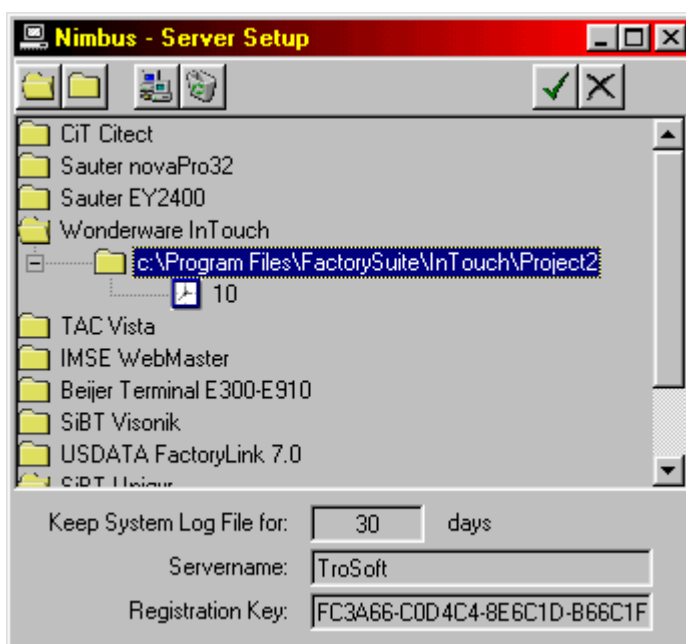 Nimbus - Server Setup
CiT Citect
Sauter novaPro32
Sauter EY2400
Wonderware InTouch
c:\Program Files\FactorySuite\InTouch\Project2
10
TAC Vista
IMSE WebMaster
Beijer Terminal E300-E910
SiBT Visonik
USDATA FactoryLink 7.0
SiBT Unigyr
Keep System Log File for: 30 days
Servername: TroSoft
Registration Key: FC3A66-C0D4C4-8E6C1D-B66C1F